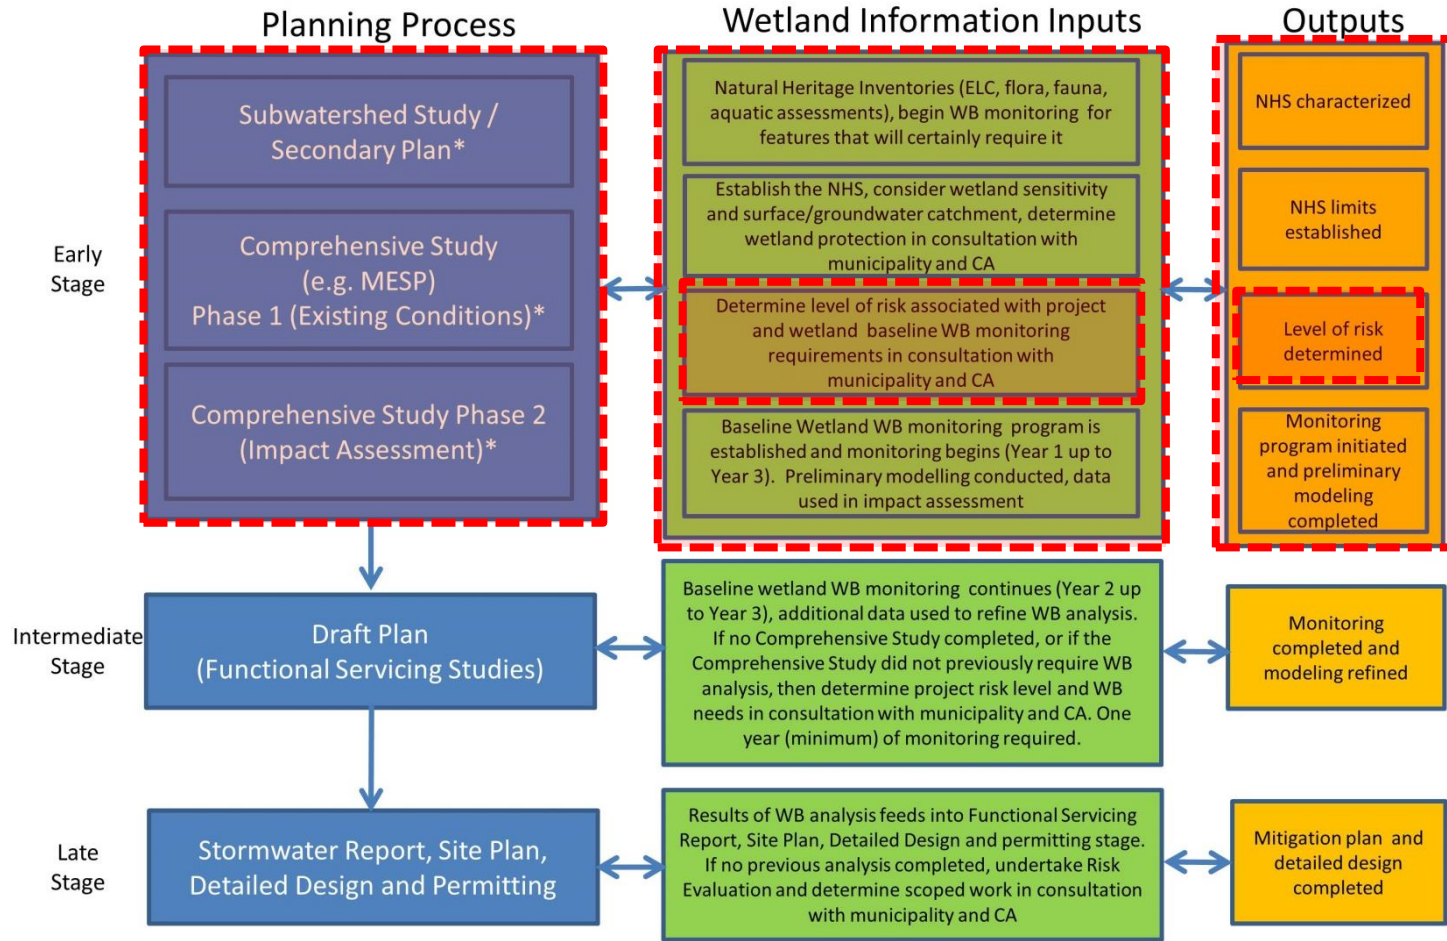 Planning Process
Wetland Information Inputs
Outputs
Early
Stage
Subwatershed Study /
Secondary Plan*
Comprehensive Study
(e.g. MESP)
Phase 1 (Existing Conditions)*
Comprehensive Study Phase 2
(Impact Assessment)*
Natural Heritage Inventories (ELC, flora, fauna,
aquatic assessments), begin WB monitoring for
features that will certainly require it
Establish the NHS, consider wetland sensitivity
and surface/groundwater catchment, determine
wetland protection in consultation with
municipality and CA
Determine level of risk associated with project
and wetland baseline WB monitoring
requirements in consultation with
municipality and CA
Baseline Wetland WB monitoring program is
established and monitoring begins (Year 1 up to
Year 3). Preliminary modelling conducted, data
used in impact assessment
NHS characterized
NHS limits
established
Level of risk
determined
Monitoring
program initiated
and preliminary
modeling
completed
Intermediate
Stage
Draft Plan
(Functional Servicing Studies)
Baseline wetland WB monitoring continues (Year 2 up
to Year 3), additional data used to refine WB analysis.
If no Comprehensive Study completed, or if the
Comprehensive Study did not previously require WB
analysis, then determine project risk level and WB
needs in consultation with municipality and CA. One
year (minimum) of monitoring required.
Monitoring
completed and
modeling refined
Late
Stage
Stormwater Report, Site Plan,
Detailed Design and Permitting
Results of WB analysis feeds into Functional Servicing
Report, Site Plan, Detailed Design and permitting stage.
If no previous analysis completed, undertake Risk
Evaluation and determine scoped work in consultation
with municipality and CA
Mitigation plan and
detailed design
completed